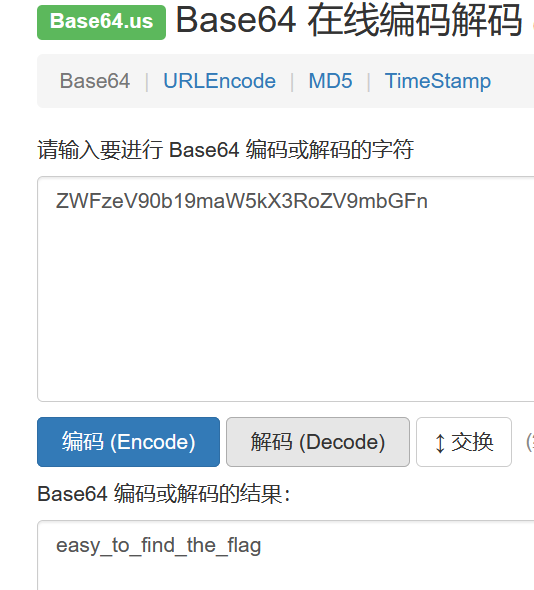 Base64.us Base64 在线编码解码
Base64 | URLEncode | MD5 | TimeStamp
请输入要进行 Base64 编码或解码的字符
ZWFzeV90b19maW5kX3RoZV9mbGFn
编码 (Encode) 解码 (Decode) ↕ 交换
Base64 编码或解码的结果：
easy_to_find_the_flag